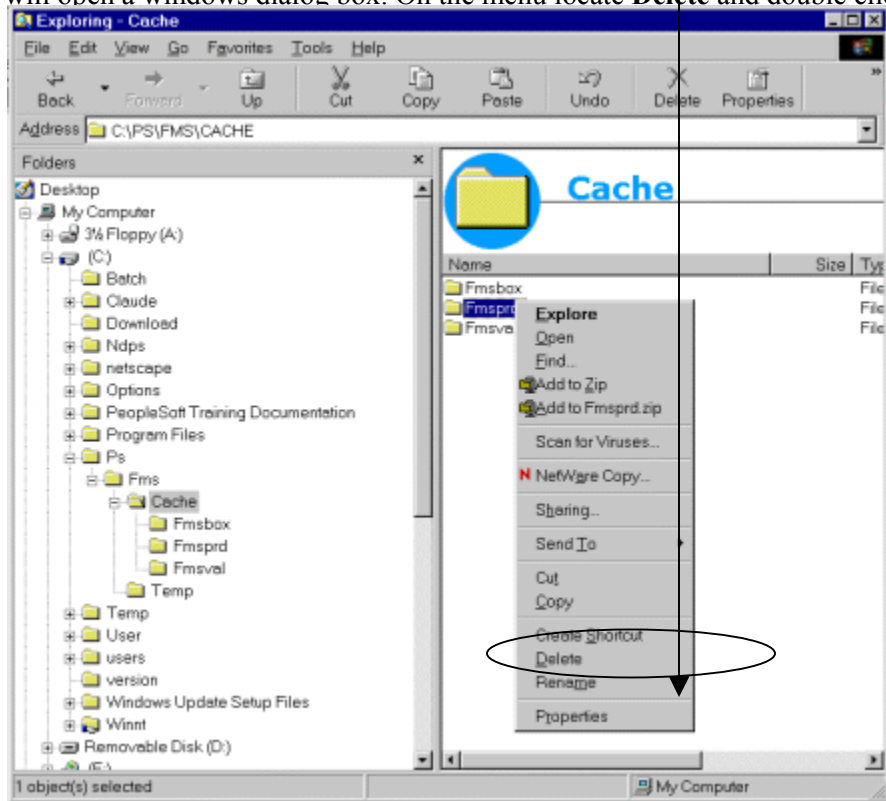 will open a windows dialog box. On the menu locate Delete and double
Exploring - Cache
File Edit View Go Favorites Tools Help
Back Forward Up Cut Copy Paste Undo Delete Properties »
Address C:\PS\FMS\CACHE
Folders ×
Desktop
My Computer
3½ Floppy (A:)
(C:)
Batch
Claude
Download
Ndps
netscape
Options
PeopleSoft Training Documentation
Program Files
Ps
Fms
Cache
Fmsbox
Fmsprd
Fmsval
Temp
Temp
User
users
version
Windows Update Setup Files
Winnt
Removable Disk (D:)
(E:)
Cache
Name Size Typ
Fmsbox File
Fmsprd File
Fmsva File
Explore
Open
Find...
Add to Zip
Add to Fmsprd.zip
Scan for Viruses...
N NetWare Copy...
Sharing...
Send To
Cut
Copy
Create Shortcut
Delete
Rename
Properties
1 object(s) selected
My Computer